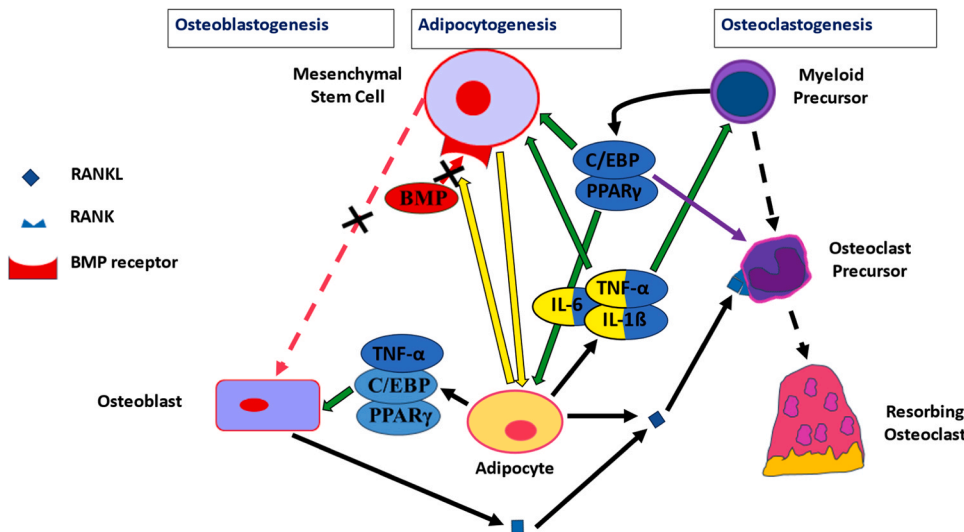 Osteoblastogenesis
Adipocytogenesis
Osteoclastogenesis
Mesenchymal
Stem Cell
Myeloid
Precursor
C/EBP
PPARγ
RANKL
RANK
BMP receptor
BMP
Osteoclast
Precursor
TNF-α
IL-6
IL-1ß
TNF-α
C/EBP
PPARγ
Osteoblast
Adipocyte
Resorbing
Osteoclast